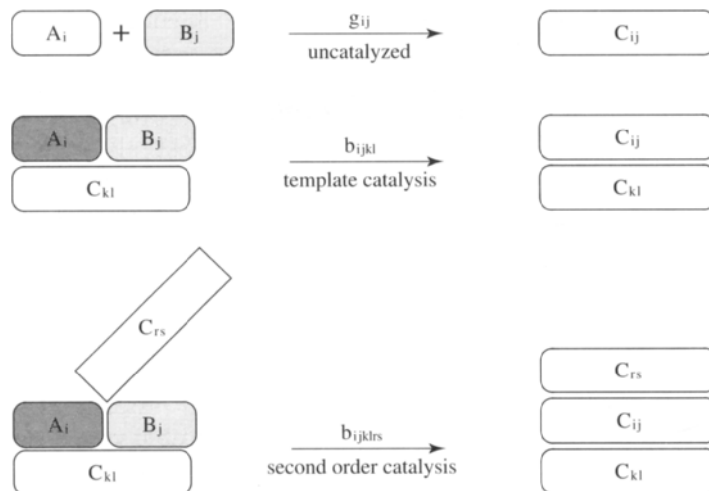 Ai + Bj gij Cij
uncatalyzed
Ai Bj bijkl Cij
Ckl template catalysis Ckl
Crs
Crs
Ai Bj bijklrs Cij
Ckl second order catalysis Ckl